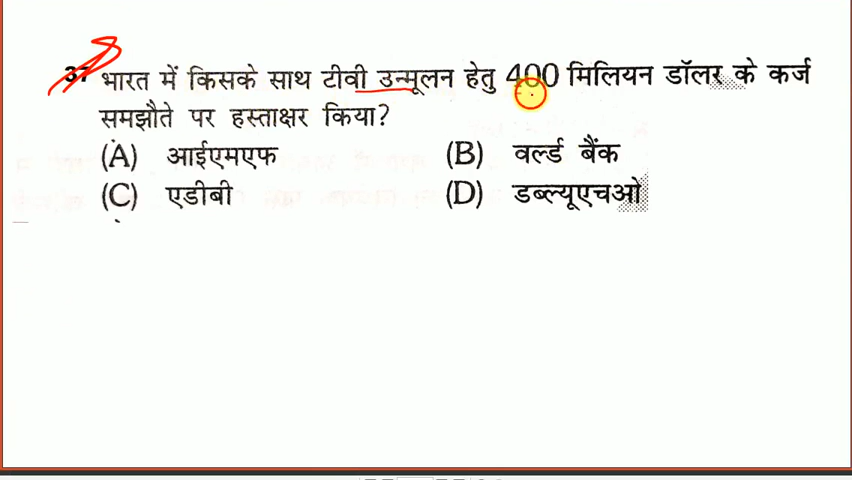 37 भारत में किसके साथ टीवी उन्मूलन हेतु 400 मिलियन डॉलर के कर्ज
समझौते पर हस्ताक्षर किया?
(A) आईएमएफ (B) वर्ल्ड बैंक
(C) एडीबी (D) डब्ल्यूएचओ